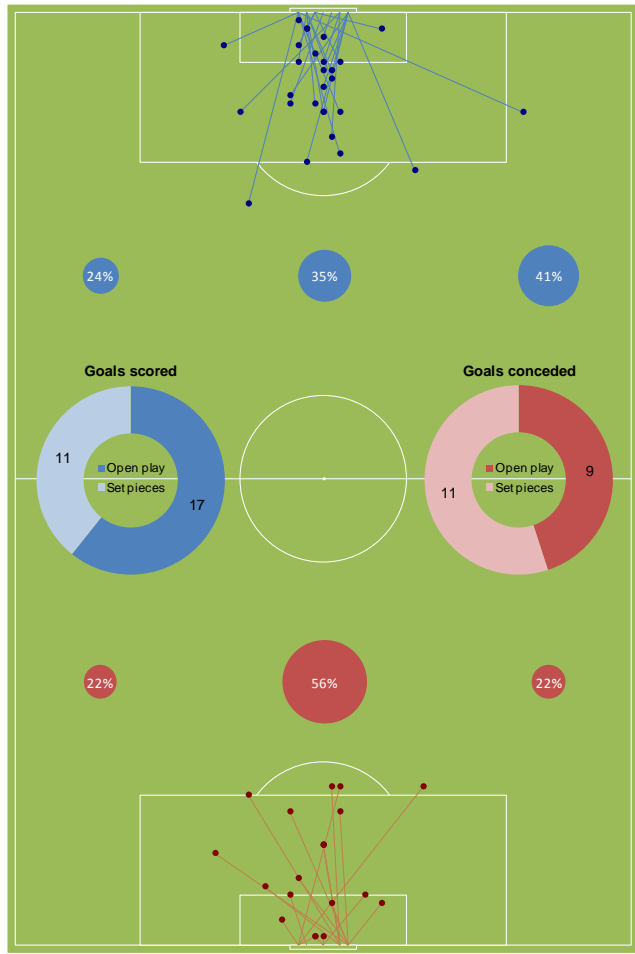 24%
35%
41%
Goals scored
Goals conceded
11
Open play
Set pieces
17
11
Open play
Set pieces
9
22%
56%
22%